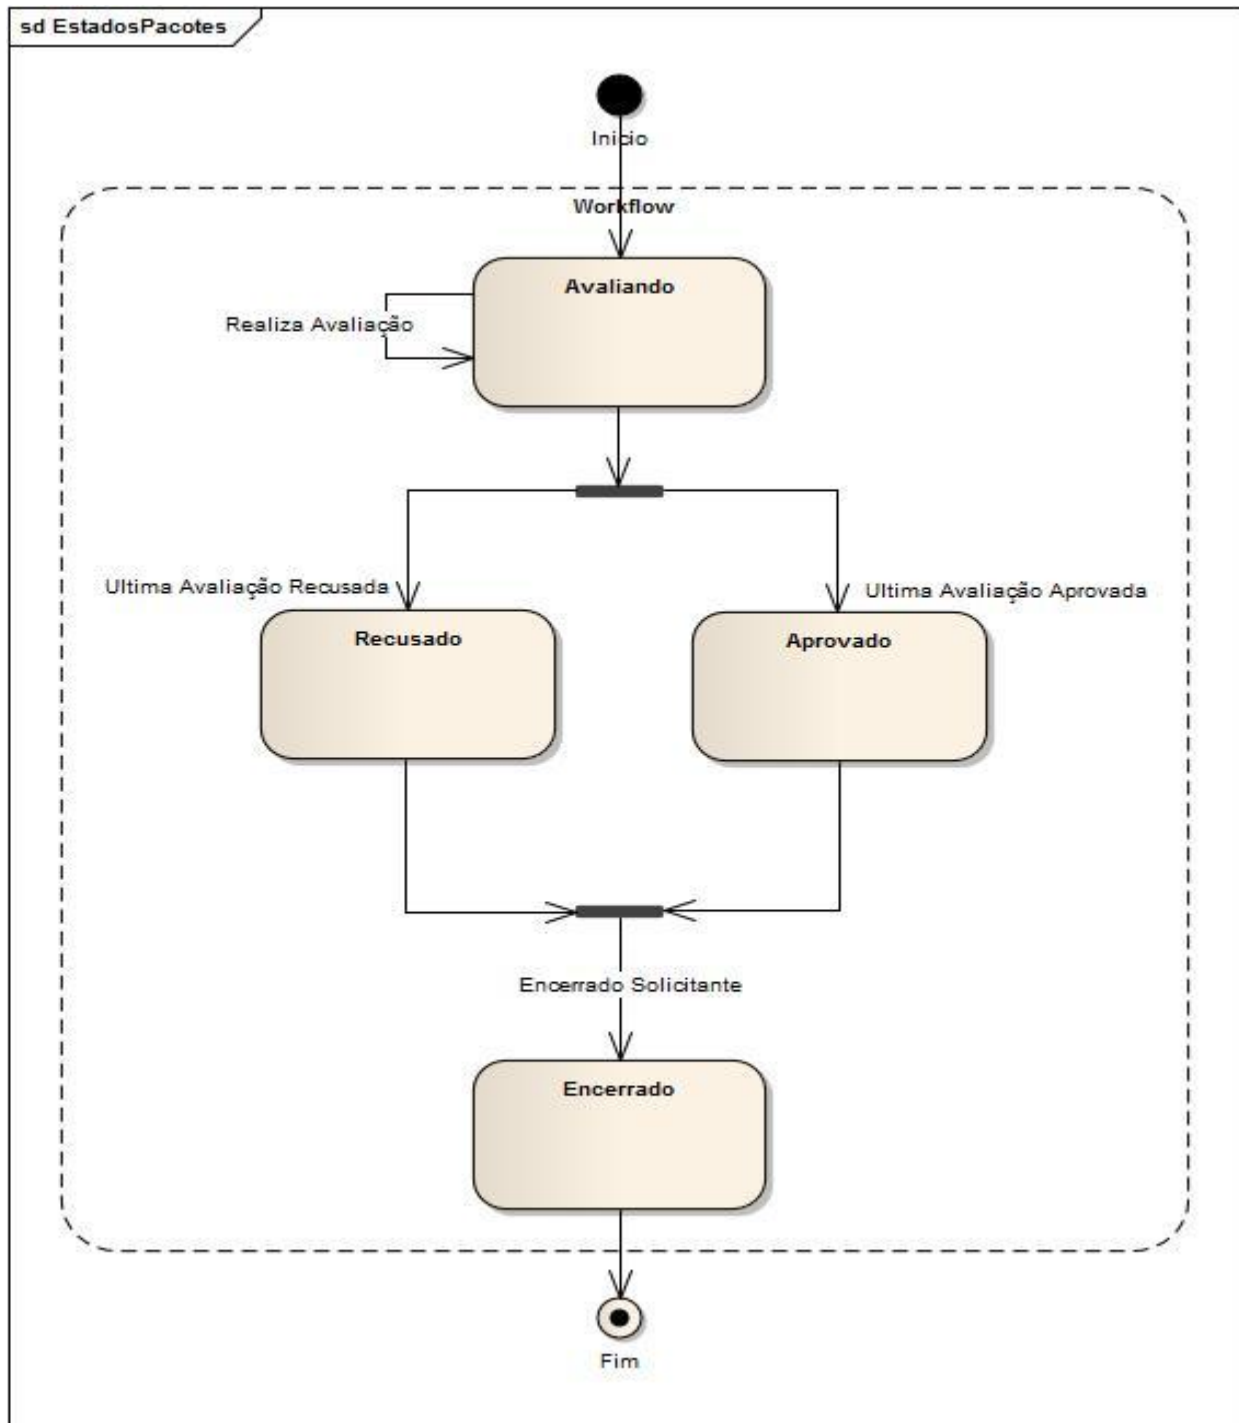 sd EstadosPacotes
Inicio
Workflow
Avaliando
Realiza Avaliação
Ultima Avaliação Recusada
Ultima Avaliação Aprovada
Recusado
Aprovado
Encerrado Solicitante
Encerrado
Fim